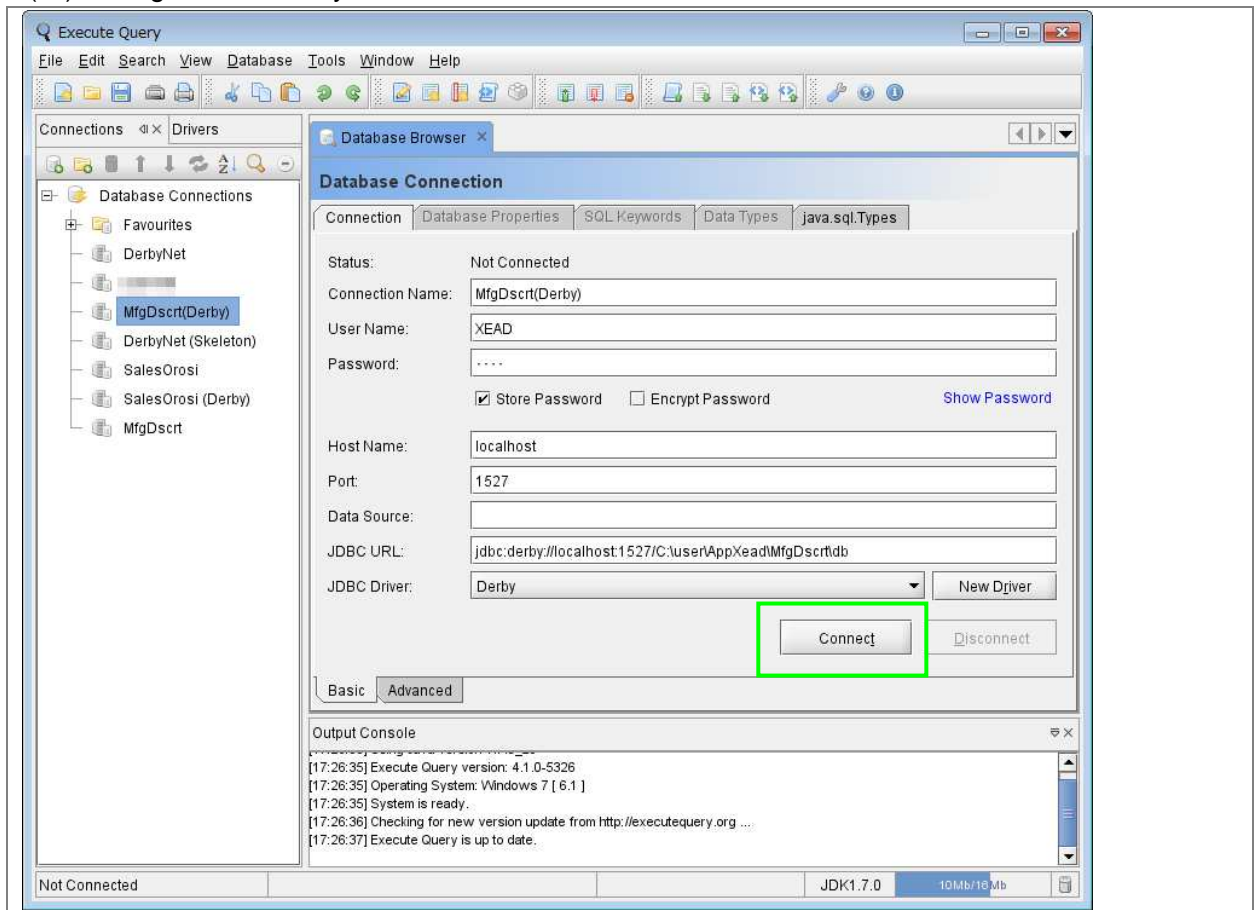 Execute Query
File Edit Search View Database Tools Window Help
Connections Drivers
Database Connections
Favourites
DerbyNet
MfgDscrt(Derby)
DerbyNet (Skeleton)
SalesOrosi
SalesOrosi (Derby)
MfgDscrt
Database Browser
Database Connection
Connection Database Properties SQL Keywords Data Types java.sql.Types
Status: Not Connected
Connection Name: MfgDscrt(Derby)
User Name: XEAD
Password: ····
Store Password Encrypt Password Show Password
Host Name: localhost
Port: 1527
Data Source:
JDBC URL: jdbc:derby://localhost:1527/C:\user\AppXead\MfgDscrt\db
JDBC Driver: Derby New Driver
Connect Disconnect
Basic Advanced
Output Console
[17:26:35] Execute Query version: 4.1.0-5326
[17:26:35] Operating System: Windows 7 [ 6.1 ]
[17:26:35] System is ready.
[17:26:36] Checking for new version update from http://executequery.org ...
[17:26:37] Execute Query is up to date.
Not Connected JDK1.7.0 10Mb/16Mb